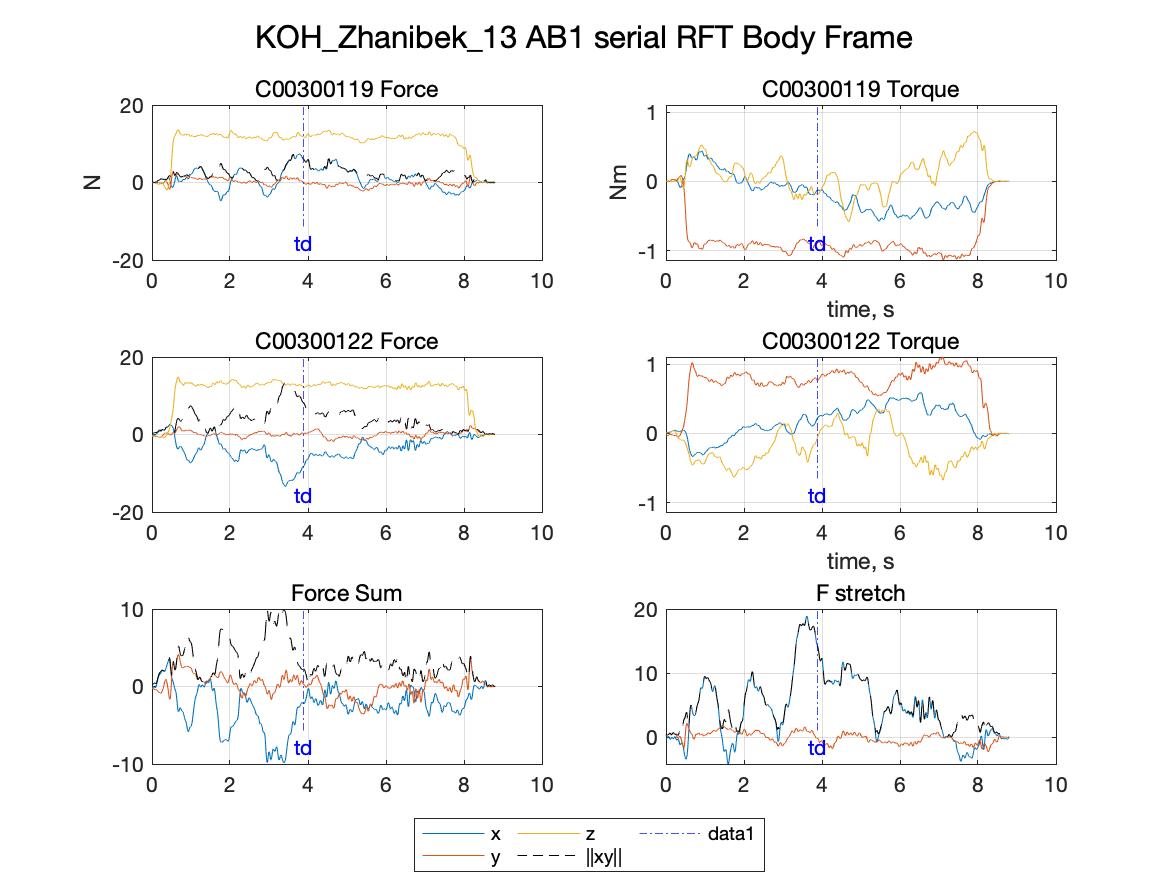 KOH_Zhanibek_13 AB1 serial RFT Body Frame
C00300119 Force
N
20
0
-20
td
0 2 4 6 8 10
C00300119 Torque
Nm
1
0
-1
td
0 2 4 6 8 10
time, s
C00300122 Force
20
0
-20
td
0 2 4 6 8 10
C00300122 Torque
1
0
-1
td
0 2 4 6 8 10
time, s
Force Sum
10
0
-10
td
0 2 4 6 8 10
F stretch
20
10
0
td
0 2 4 6 8 10
x z data1
y ||xy||